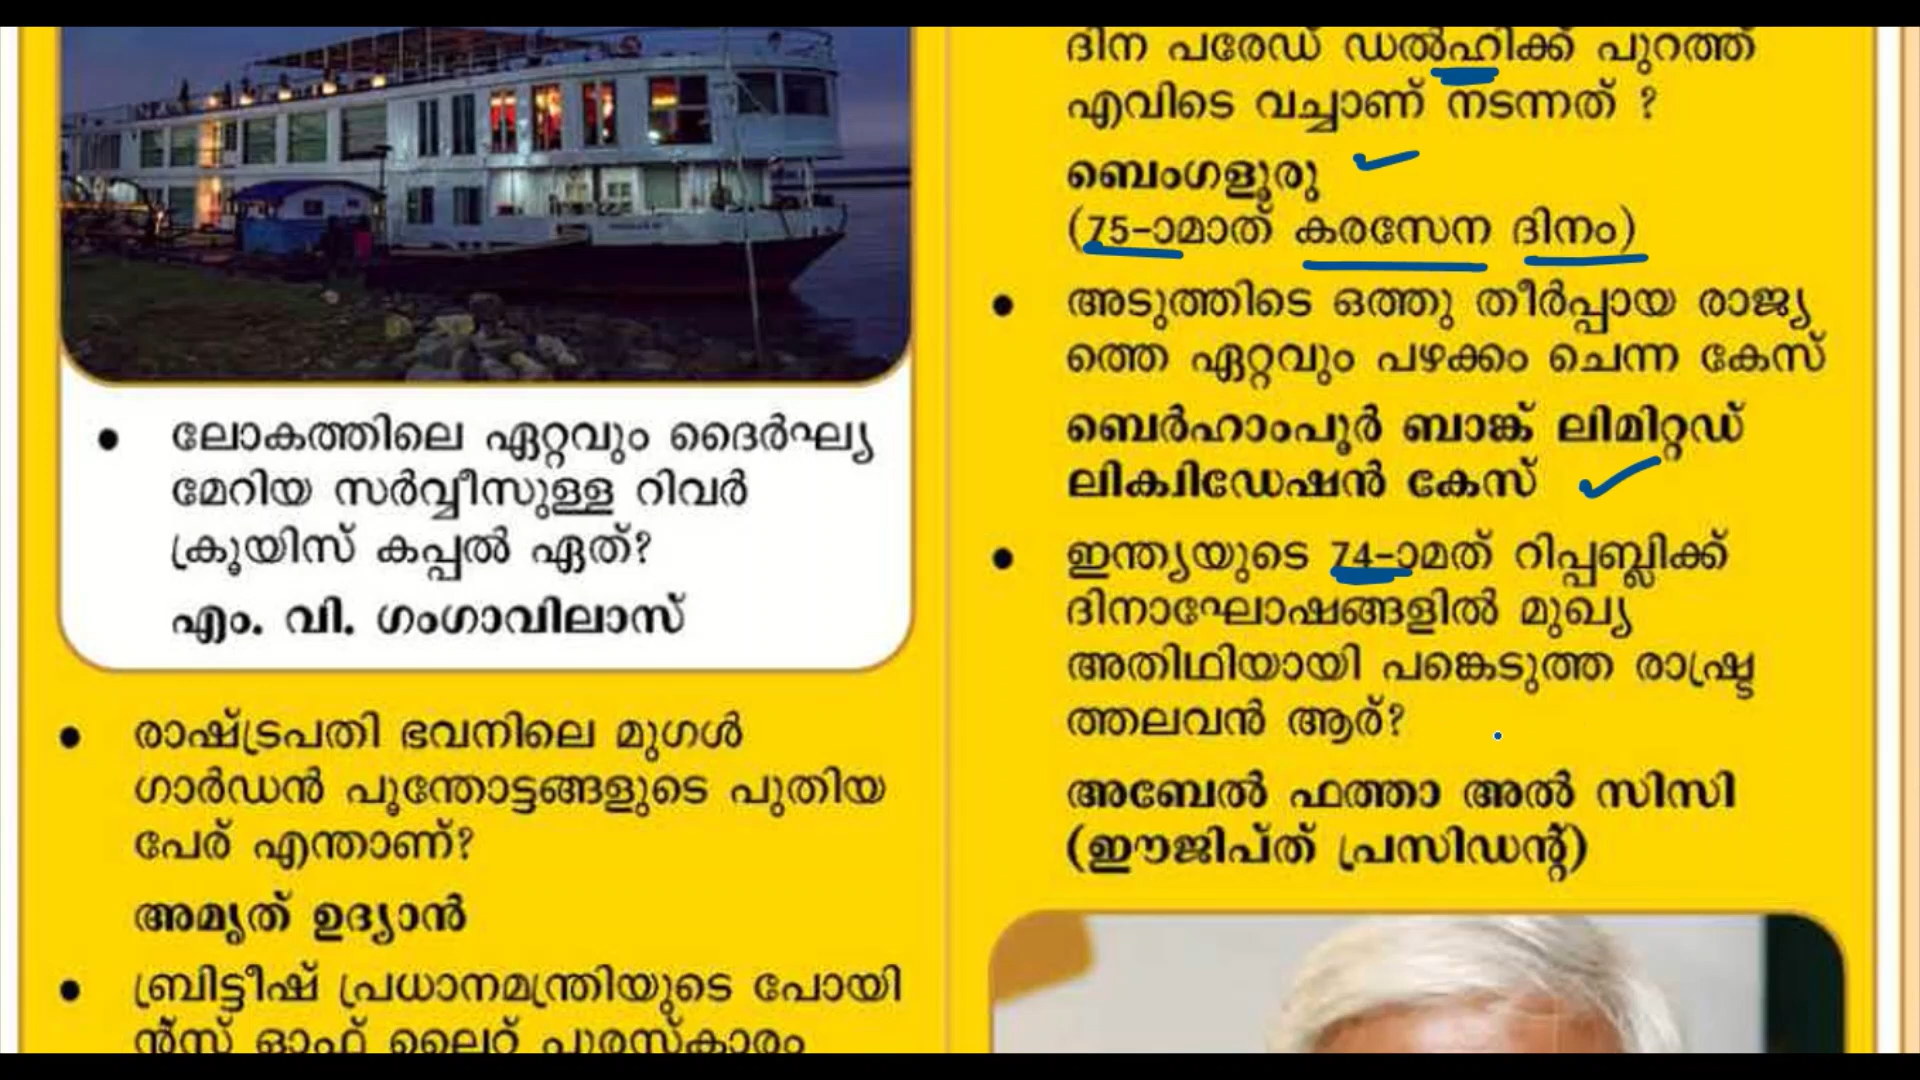 ലോകത്തിലെ ഏറ്റവും ദൈർഘ്യ
മേറിയ സർവ്വീസുള്ള റിവർ
ക്രൂയിസ് കപ്പൽ ഏത്?
എം. വി. ഗംഗാവിലാസ്
രാഷ്ട്രപതി ഭവനിലെ മുഗൾ
ഗാർഡൻ പൂന്തോട്ടങ്ങളുടെ പുതിയ
പേര് എന്താണ്?
അമൃത് ഉദ്യാൻ
ബ്രിട്ടീഷ് പ്രധാനമന്ത്രിയുടെ പോയി
ന്റ്സ് ഓഫ് ലൈറ്റ് പുരസ്കാരം
ദിന പരേഡ് ഡൽഹിക്ക് പുറത്ത്
എവിടെ വച്ചാണ് നടന്നത് ?
ബെംഗളൂരു
(75-ാമാത് കരസേന ദിനം)
അടുത്തിടെ ഒത്തു തീർപ്പായ രാജ്യ
ത്തെ ഏറ്റവും പഴക്കം ചെന്ന കേസ്
ബെർഹാംപൂർ ബാങ്ക് ലിമിറ്റഡ്
ലിക്വിഡേഷൻ കേസ്
ഇന്ത്യയുടെ 74-ാമത് റിപ്പബ്ലിക്ക്
ദിനാഘോഷങ്ങളിൽ മുഖ്യ
അതിഥിയായി പങ്കെടുത്ത രാഷ്ട്ര
ത്തലവൻ ആര്?
അബേൽ ഫത്താ അൽ സിസി
(ഈജിപ്ത് പ്രസിഡന്റ്)